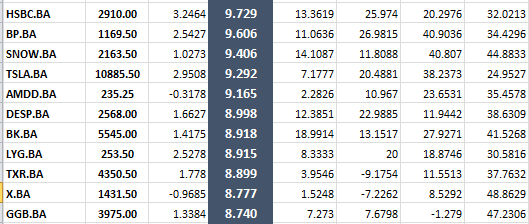 HSBC.BA 2910.00 3.2464 9.729 13.3619 25.974 20.2976 32.0213
BP.BA 1169.50 2.5427 9.606 11.0636 26.9815 40.9036 34.4296
SNOW.BA 2163.50 1.0273 9.406 14.1087 11.8088 40.807 44.8833
TSLA.BA 10885.50 2.9508 9.292 7.1777 20.4881 38.2373 24.9527
AMDD.BA 235.25 -0.3178 9.165 2.2826 10.967 23.6531 35.4578
DESP.BA 2568.00 1.6627 8.998 12.3851 22.9885 11.9442 38.6309
BK.BA 5545.00 1.4175 8.918 18.9914 13.1517 27.9271 41.5268
LYG.BA 253.50 2.5278 8.915 8.3333 20 18.8746 30.5816
TXR.BA 4350.50 1.778 8.899 3.9546 -9.1754 11.5513 37.7632
X.BA 1431.50 -0.9685 8.777 1.5248 -7.2262 8.5292 48.8629
GGB.BA 3975.00 1.3384 8.740 7.273 7.6798 -1.279 47.2308